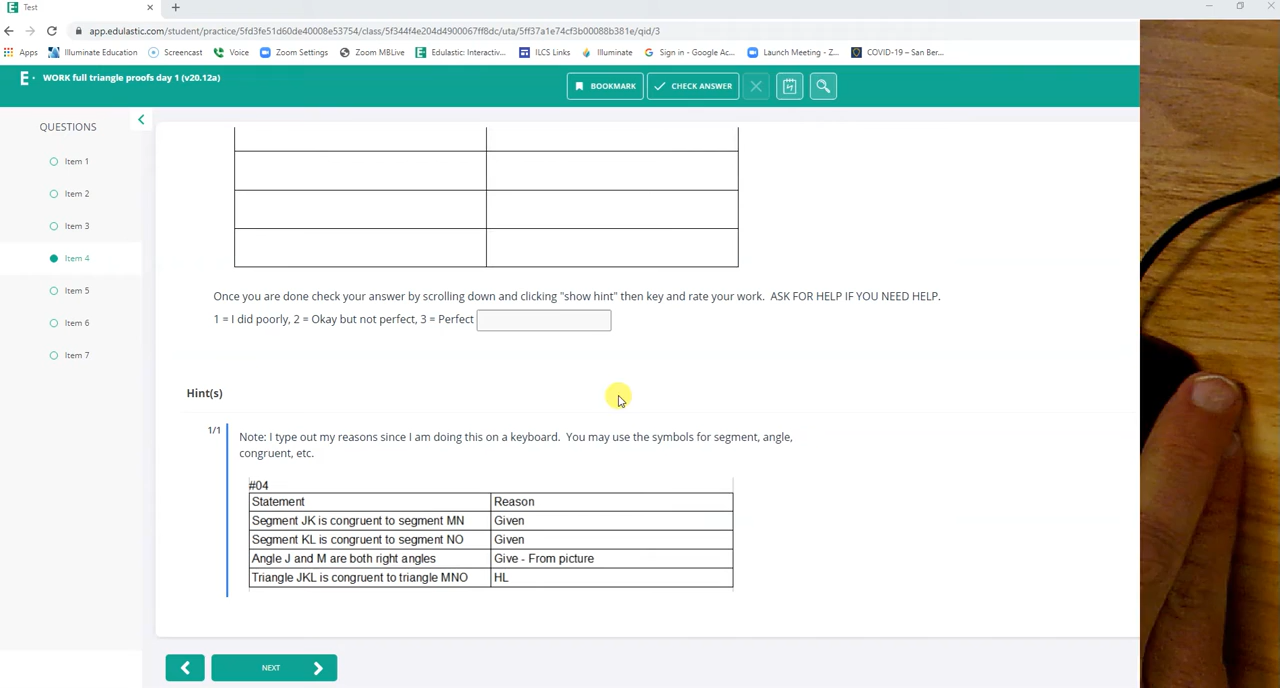 Test
app.edulastic.com/student/practice/5fd3fe51d60de40008e53754/class/5f344f4e204d4900067ff8dc/uta/5ff37a1e74cf3b00088b381e/qid/3
Apps Illuminate Education Screencast Voice Zoom Settings Zoom MBLive Edulastic: Interactiv... ILCS Links Illuminate Sign in - Google Ac... Launch Meeting - Z... COVID-19 – San Ber...
E WORK full triangle proofs day 1 (v20.12a)
BOOKMARK CHECK ANSWER
QUESTIONS
Item 1
Item 2
Item 3
Item 4
Item 5
Item 6
Item 7
Once you are done check your answer by scrolling down and clicking "show hint" then key and rate your work. ASK FOR HELP IF YOU NEED HELP.
1 = I did poorly, 2 = Okay but not perfect, 3 = Perfect
Hint(s)
1/1
Note: I type out my reasons since I am doing this on a keyboard. You may use the symbols for segment, angle,
congruent, etc.
#04
Statement Reason
Segment JK is congruent to segment MN Given
Segment KL is congruent to segment NO Given
Angle J and M are both right angles Give - From picture
Triangle JKL is congruent to triangle MNO HL
NEXT